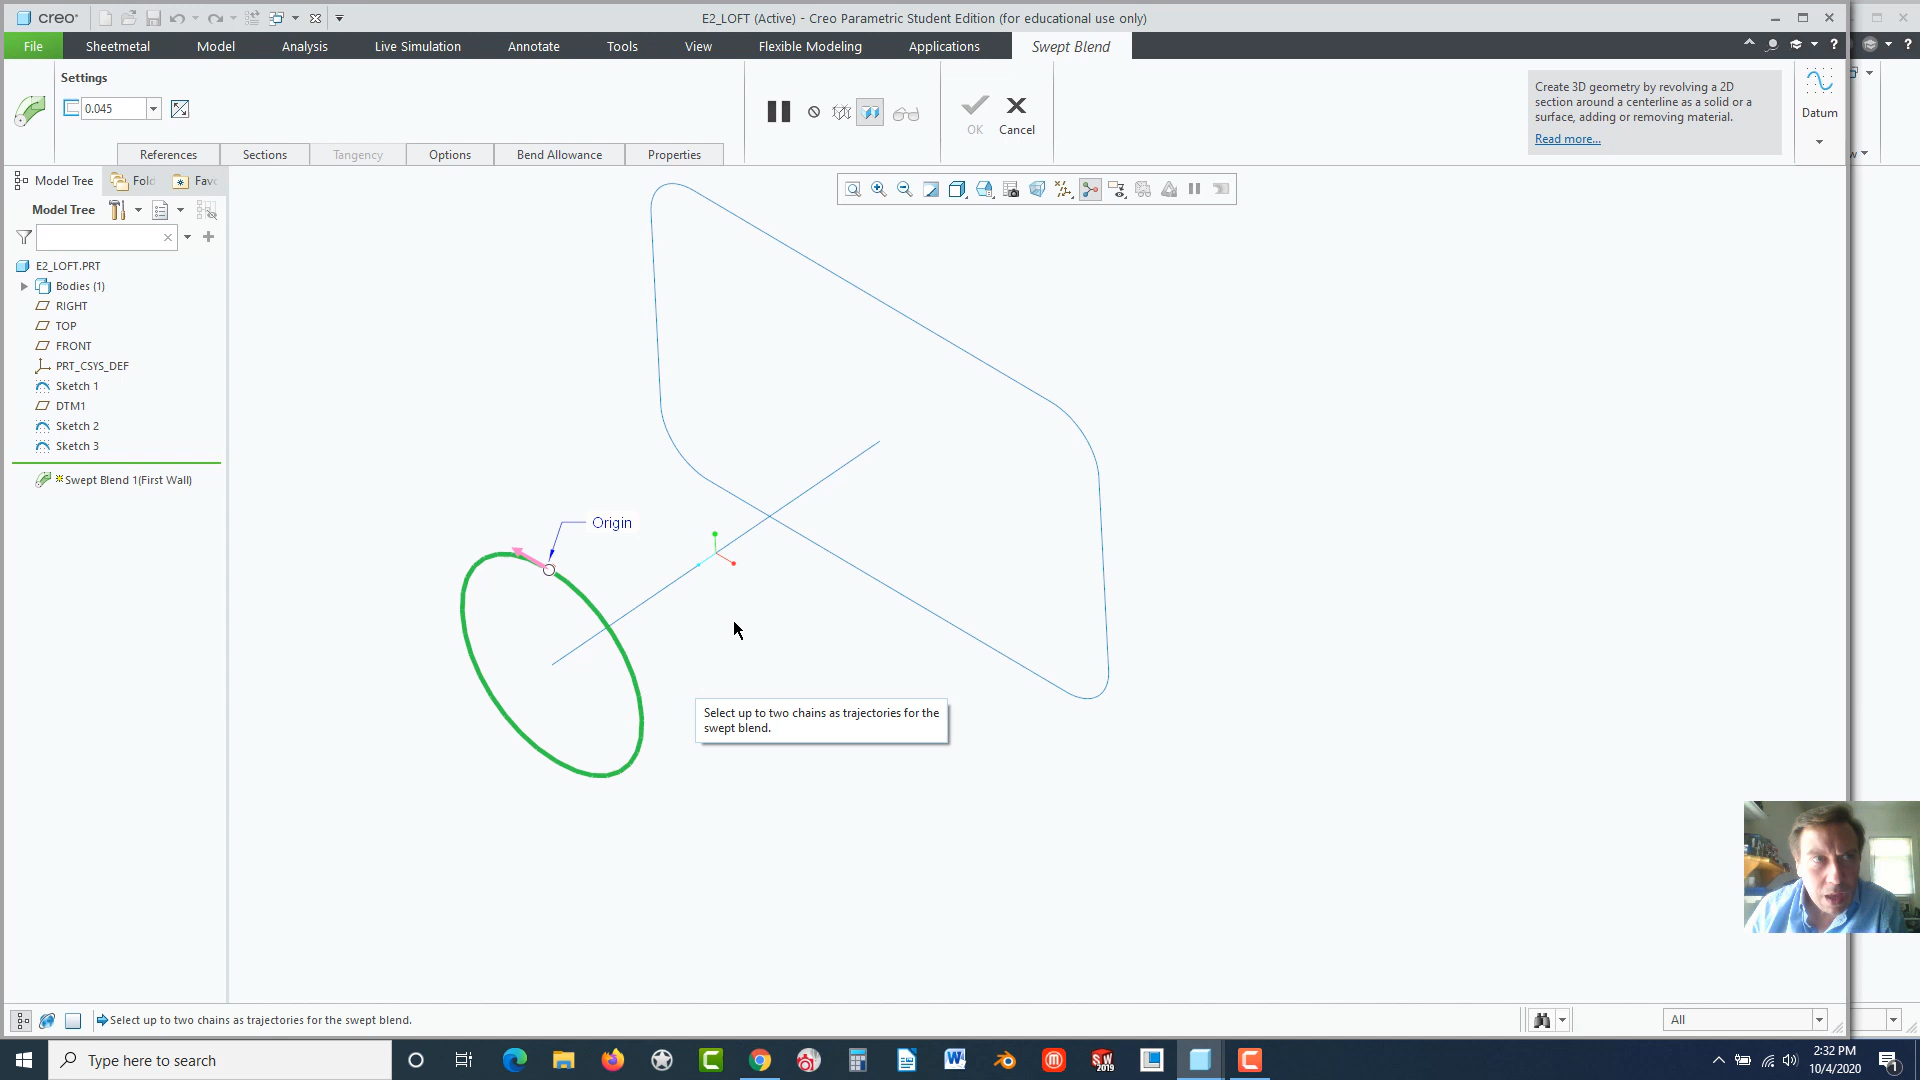 creo
E2_LOFT (Active) - Creo Parametric Student Edition (for educational use only)
File Sheetmetal Model Analysis Live Simulation Annotate Tools View Flexible Modeling Applications Swept Blend
Settings
0.045
References Sections Tangency Options Bend Allowance Properties
OK
Cancel
Create 3D geometry by revolving a 2D
section around a centerline as a solid or a
surface, adding or removing material.
Read more...
Datum
Model Tree Fold Fav
Model Tree
E2_LOFT.PRT
Bodies (1)
RIGHT
TOP
FRONT
PRT_CSYS_DEF
Sketch 1
DTM1
Sketch 2
Sketch 3
Swept Blend 1(First Wall)
Origin
Select up to two chains as trajectories for the
swept blend.
Select up to two chains as trajectories for the swept blend.
All
Type here to search
2019
2:32 PM
10/4/2020
1